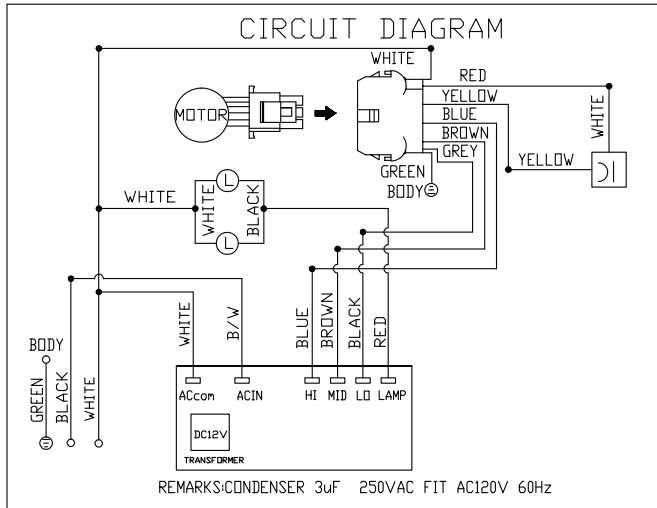 CIRCUIT DIAGRAM
WHITE
RED
YELLOW
BLUE
BROWN
GREY
MOTOR
WHITE
YELLOW
GREEN
BODY
WHITE
L
WHITE
BLACK
L
WHITE
B/W
BLUE
BROWN
BLACK
RED
BODY
GREEN
BLACK
WHITE
ACcom
ACIN
HI
MID
LO
LAMP
DC12V
TRANSFORMER
REMARKS:CONDENSER 3uF 250VAC FIT AC120V 60Hz